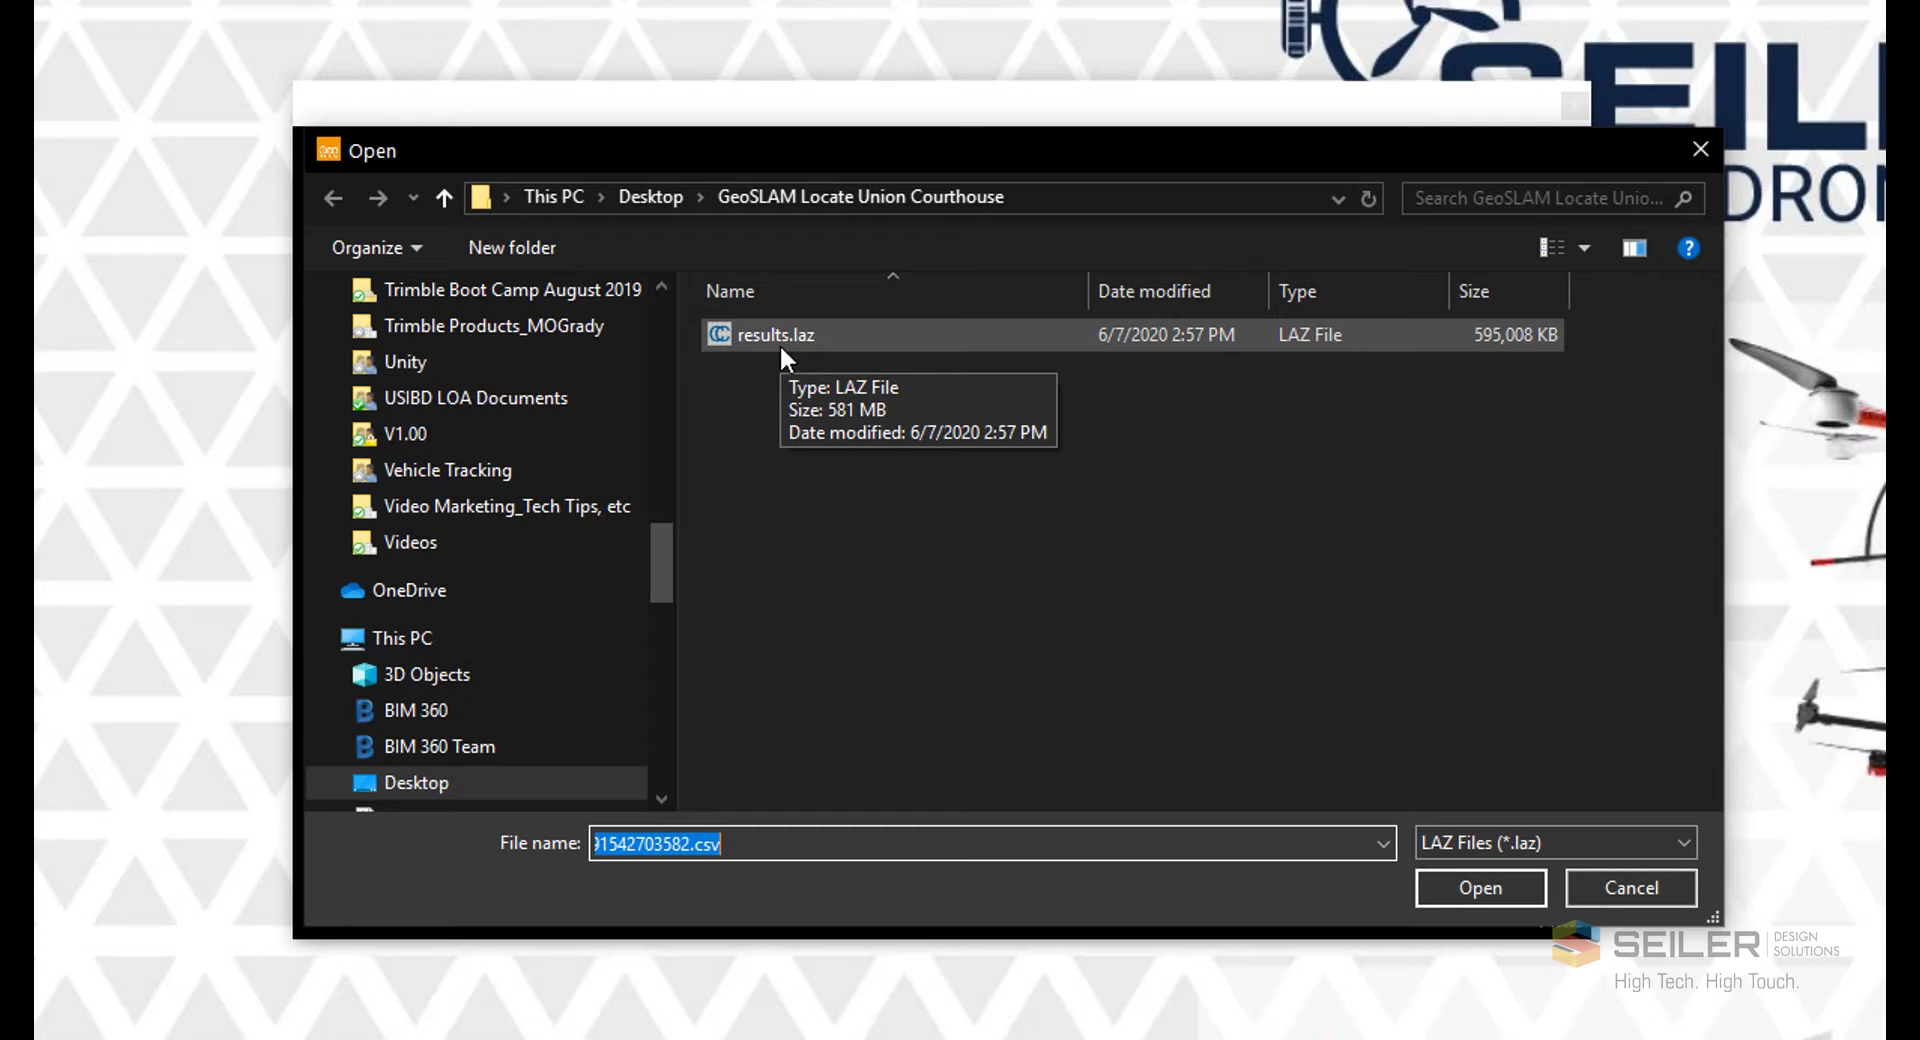 SEIL
DRON
Open
This PC > Desktop > GeoSLAM Locate Union Courthouse
Search GeoSLAM Locate Unio...
Organize
New folder
Name
Date modified
Type
Size
results.laz
6/7/2020 2:57 PM
LAZ File
595,008 KB
Type: LAZ File
Size: 581 MB
Date modified: 6/7/2020 2:57 PM
Trimble Boot Camp August 2019
Trimble Products_MOGrady
Unity
USIBD LOA Documents
V1.00
Vehicle Tracking
Video Marketing_Tech Tips, etc
Videos
OneDrive
This PC
3D Objects
BIM 360
BIM 360 Team
Desktop
File name:
91542703582.csv
LAZ Files (*.laz)
Open
Cancel
SEILER
DESIGN
SOLUTIONS
High Tech. High Touch.